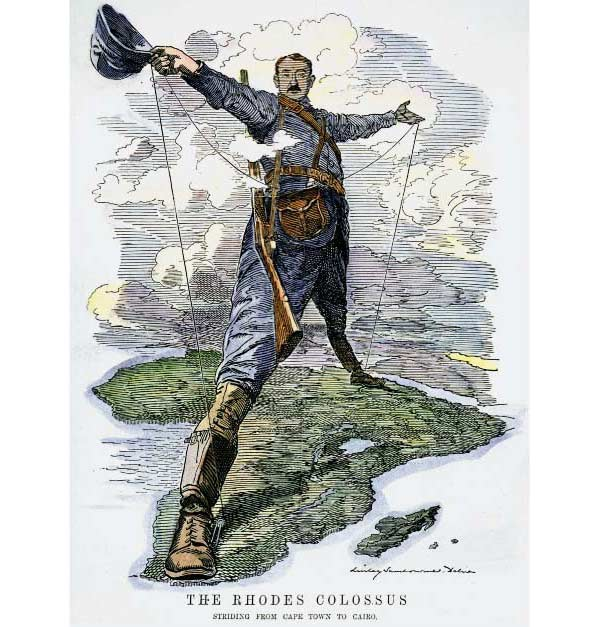 THE RHODES COLOSSUS
STRIDING FROM CAPE TOWN TO CAIRO.